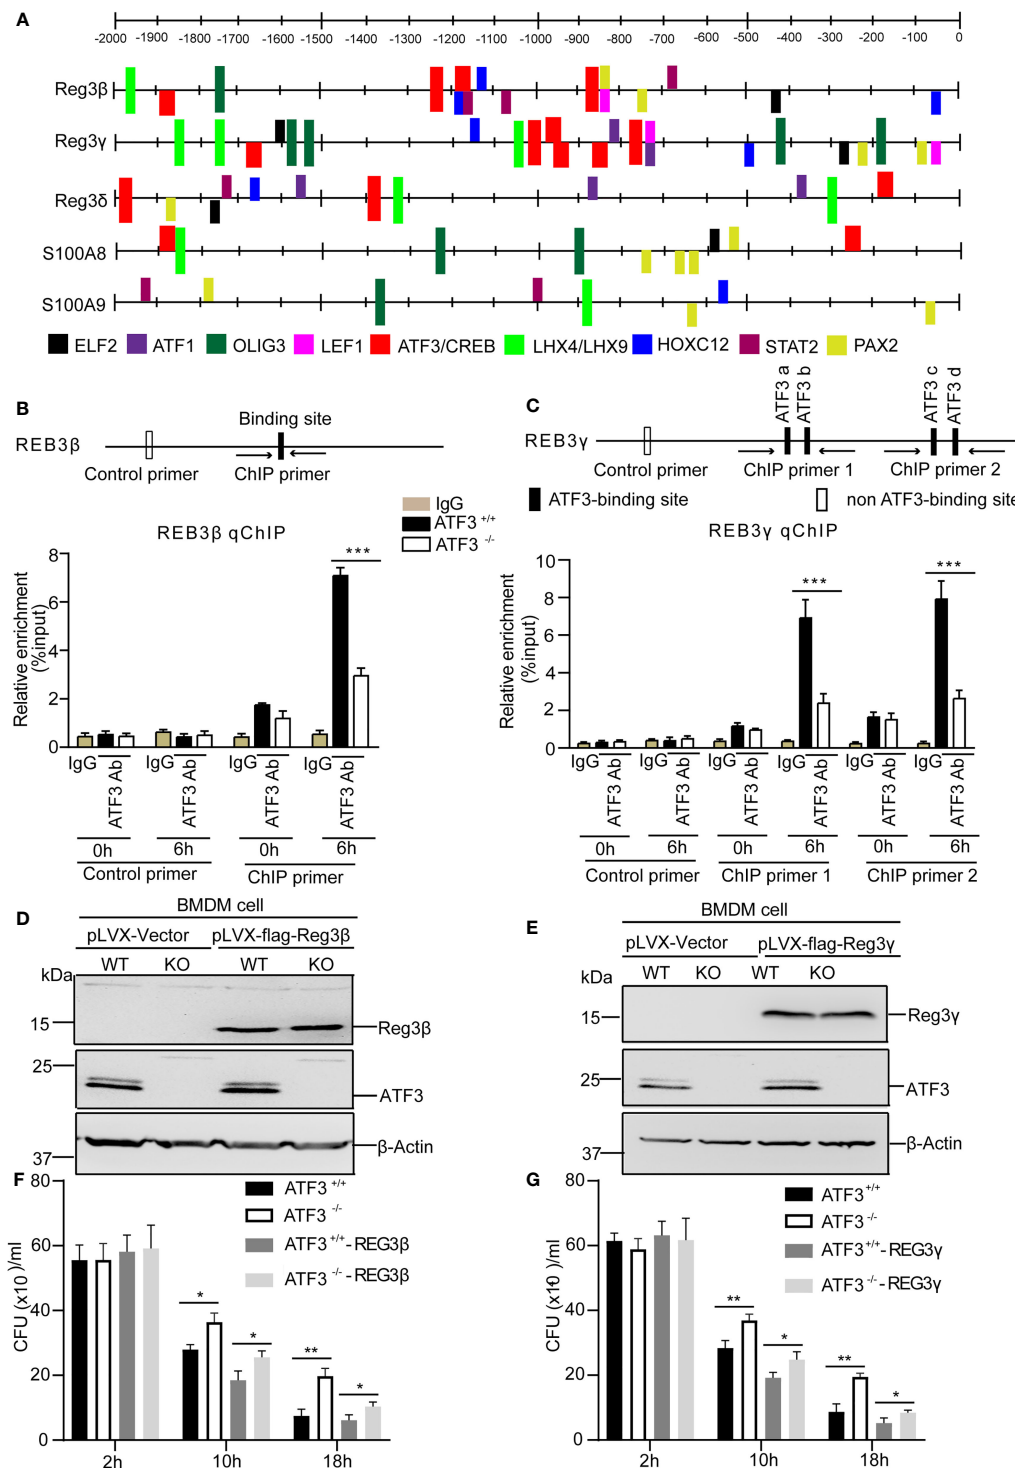 A
-2000 -1900 -1800 -1700 -1600 -1500 -1400 -1300 -1200 -1100 -1000 -900 -800 -700 -600 -500 -400 -300 -200 -100 0
Reg3β
Reg3γ
Reg3δ
S100A8
S100A9
ELF2 ATF1 OLIG3 LEF1 ATF3/CREB LHX4/LHX9 HOXC12 STAT2 PAX2
B
Binding site
REB3β
Control primer ChIP primer
IgG
ATF3 +/+
ATF3 -/-
REB3β qChIP
Relative enrichment
(%input)
8
6
4
2
0
***
IgG IgG IgG IgG
ATF3 Ab ATF3 Ab ATF3 Ab ATF3 Ab
0h 6h 0h 6h
Control primer ChIP primer
C
ATF3 a ATF3 b ATF3 c ATF3 d
REB3γ
Control primer ChIP primer 1 ChIP primer 2
ATF3-binding site non ATF3-binding site
REB3γ qChIP
Relative enrichment
(%input)
10
8
6
4
2
0
*** ***
IgG IgG IgG IgG IgG IgG
ATF3 Ab ATF3 Ab ATF3 Ab ATF3 Ab ATF3 Ab ATF3 Ab
0h 6h 0h 6h 0h 6h
Control primer ChIP primer 1 ChIP primer 2
D
BMDM cell
pLVX-Vector pLVX-flag-Reg3β
kDa WT KO WT KO
15 Reg3β
25
ATF3
37 β-Actin
E
BMDM cell
pLVX-Vector pLVX-flag-Reg3γ
kDa WT KO WT KO
15 Reg3γ
25 ATF3
37 β-Actin
F
CFU (x10 )/ml
80
60
40
20
0
ATF3 +/+
ATF3 -/-
ATF3 +/+ -REG3β
ATF3 -/- -REG3β
* * ** *
2h 10h 18h
G
80
60
40
20
0
ATF3 +/+
ATF3 -/-
ATF3 +/+ -REG3γ
ATF3 -/- -REG3γ
** * ** *
2h 10h 18h